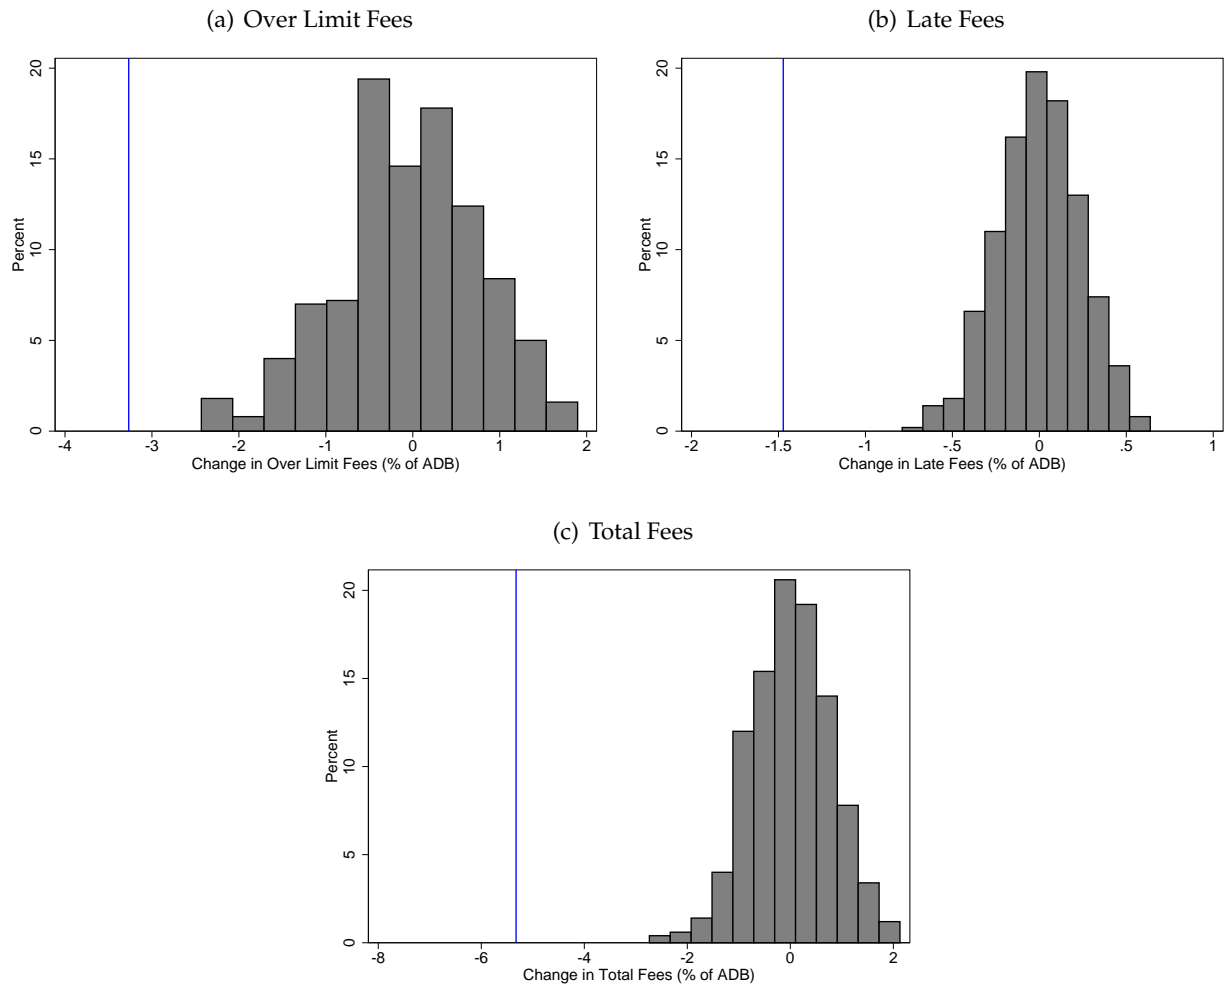 (a) Over Limit Fees
20
15
10
5
0
Percent
-4 -3 -2 -1 0 1 2
Change in Over Limit Fees (% of ADB)
(b) Late Fees
20
15
10
5
0
Percent
-2 -1.5 -1 -.5 0 .5 1
Change in Late Fees (% of ADB)
(c) Total Fees
20
15
10
5
0
Percent
-8 -6 -4 -2 0 2
Change in Total Fees (% of ADB)